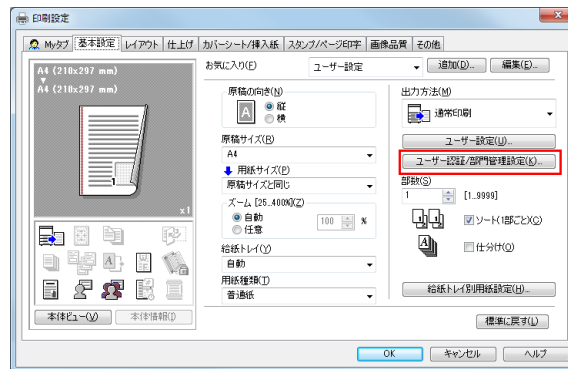 印刷設定
Myタブ 基本設定 レイアウト 仕上げ カバーシート/挿入紙 スタンプ/ページ印字 画像品質 その他
A4 (210x297 mm)
A4 (210x297 mm)
1
x1
本体ビュー(V) 本体情報(I)
お気に入り(F) ユーザー設定 追加(D)... 編集(E)...
原稿の向き(N)
A
縦
横
原稿サイズ(R)
A4
用紙サイズ(P)
原稿サイズと同じ
ズーム [25..400%](Z)
自動
任意
100 %
給紙トレイ(Y)
自動
用紙種類(T)
普通紙
出力方法(M)
通常印刷
ユーザー設定(U)...
ユーザー認証/部門管理設定(K)...
部数(S)
1 [1..9999]
ソート(1部ごと)(C)
仕分け(O)
給紙トレイ別用紙設定(H)...
標準に戻す(L)
OK キャンセル ヘルプ